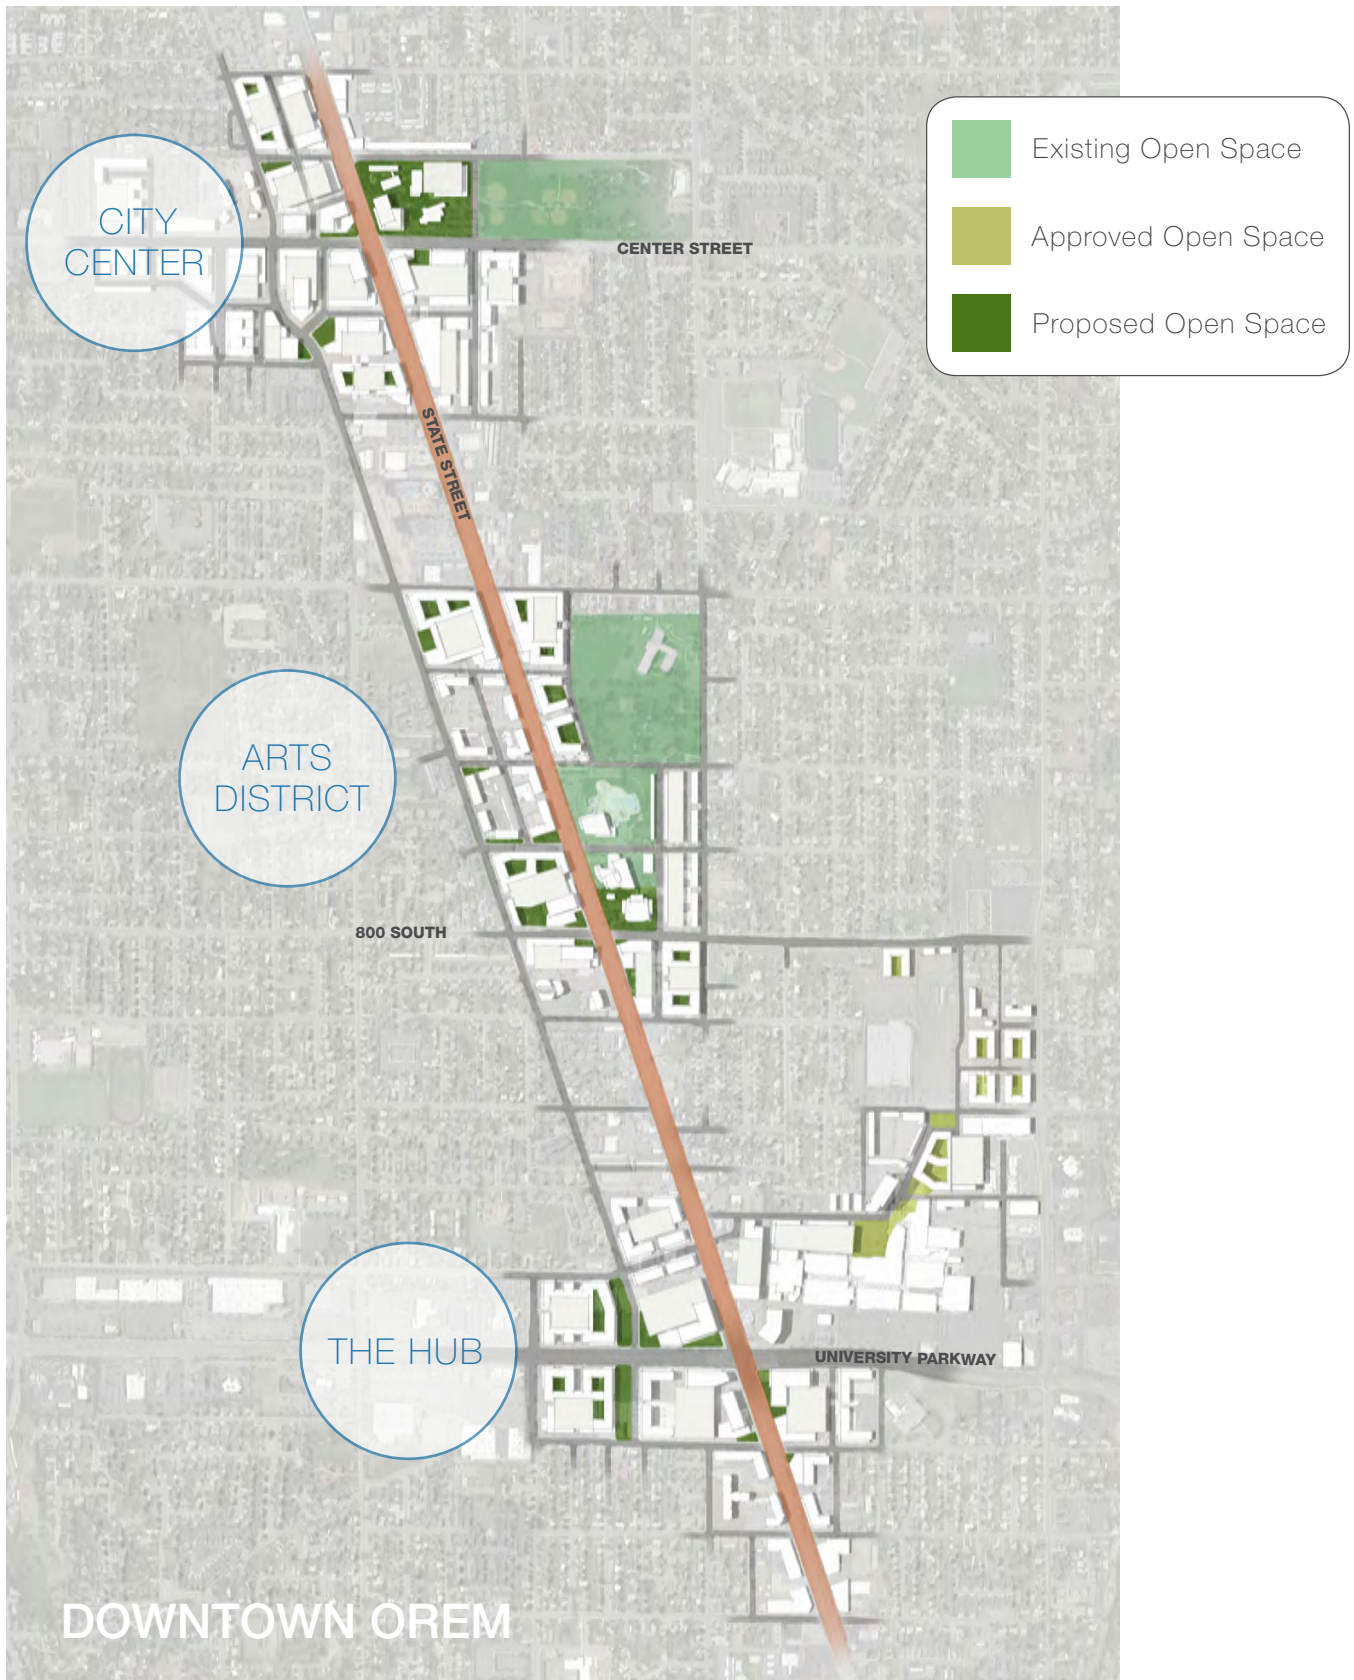 Existing Open Space
Approved Open Space
Proposed Open Space
CITY
CENTER
CENTER STREET
STATE STREET
ARTS
DISTRICT
800 SOUTH
THE HUB
UNIVERSITY PARKWAY
DOWNTOWN OREM